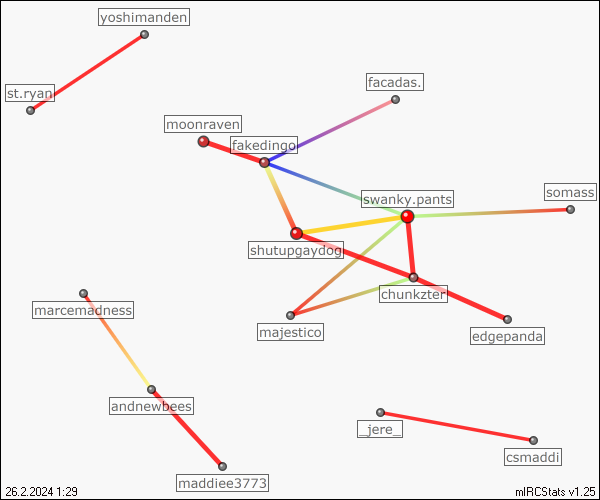 yoshimanden
st.ryan
facadas.
moonraven
fakedingo
somass
swanky.pants
shutupgaydog
chunkzter
marcemadness
majestico
edgepanda
andnewbees
_jere_
csmaddi
maddiee3773
26.2.2024 1:29
mIRCStats v1.25